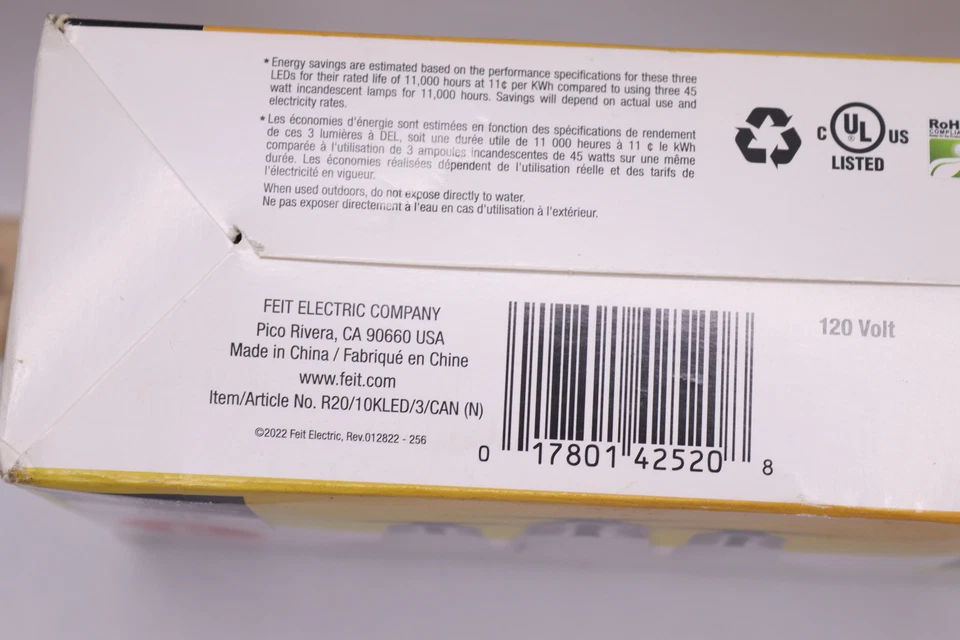 * Energy savings are estimated based on the performance specifications for these three
LEDs for their rated life of 11,000 hours at 11¢ per KWh compared to using three 45
watt incandescent lamps for 11,000 hours. Savings will depend on actual use and
electricity rates.
* Les économies d'énergie sont estimées en fonction des spécifications de rendement
de ces 3 lumières à DEL, soit une durée utile de 11 000 heures à 11 ¢ le kWh
comparée à l'utilisation de 3 ampoules incandescentes de 45 watts sur une même
durée. Les économies réalisées dépendent de l'utilisation réelle et des tarifs de
l'électricité en vigueur.
When used outdoors, do not expose directly to water.
Ne pas exposer directement à l'eau en cas d'utilisation à l'extérieur.
C UL US
LISTED
FEIT ELECTRIC COMPANY
Pico Rivera, CA 90660 USA
Made in China / Fabriqué en Chine
www.feit.com
Item/Article No. R20/10KLED/3/CAN (N)
©2022 Feit Electric, Rev.012822 - 256
0 17801 42520 8
120 Volt